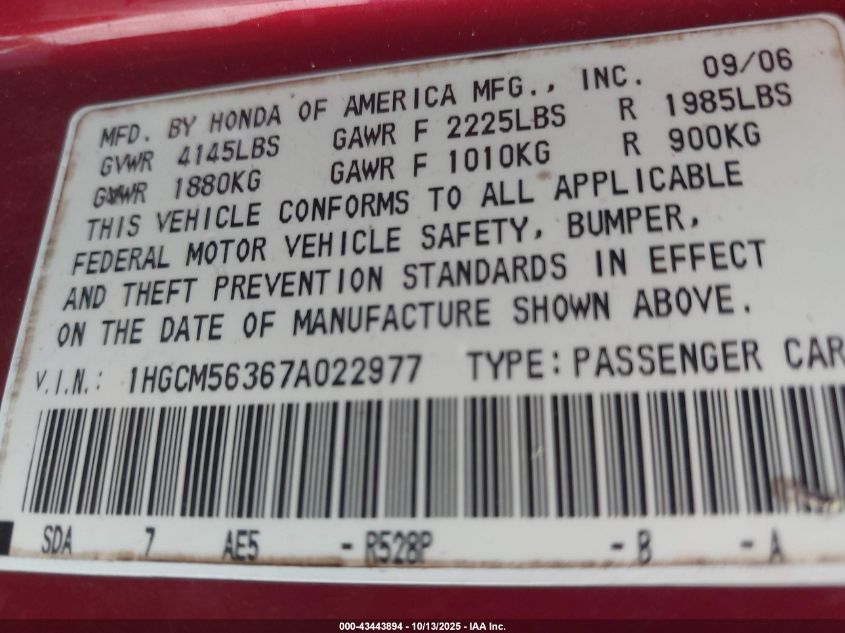 MFD. BY HONDA OF AMERICA MFG., INC. 09/06
GVWR 4145LBS GAWR F 2225LBS R 1985LBS
GVWR 1880KG GAWR F 1010KG R 900KG
THIS VEHICLE CONFORMS TO ALL APPLICABLE
FEDERAL MOTOR VEHICLE SAFETY, BUMPER,
AND THEFT PREVENTION STANDARDS IN EFFECT
ON THE DATE OF MANUFACTURE SHOWN ABOVE.
V.I.N.: 1HGCM56367A022977 TYPE:PASSENGER CAR
SDA 7 AE5 - R528P - B - A
000-43443894 - 10/13/2025 - IAA Inc.